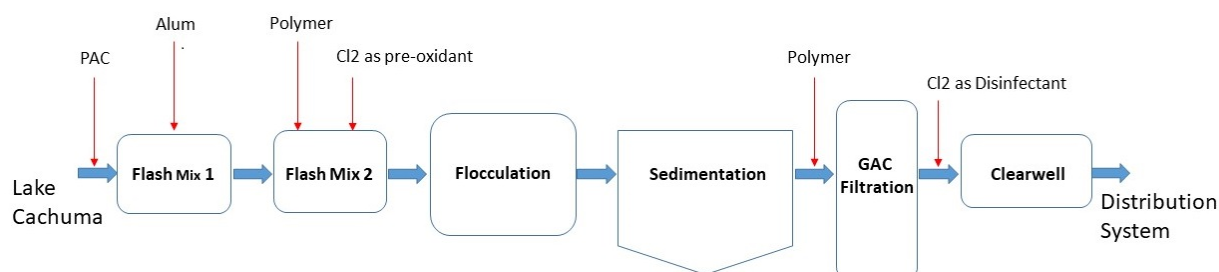 Alum
Polymer
PAC
Cl2 as pre-oxidant
Polymer
Cl2 as Disinfectant
Lake
Cachuma
Flash Mix 1
Flash Mix 2
Flocculation
Sedimentation
GAC
Filtration
Clearwell
Distribution
System